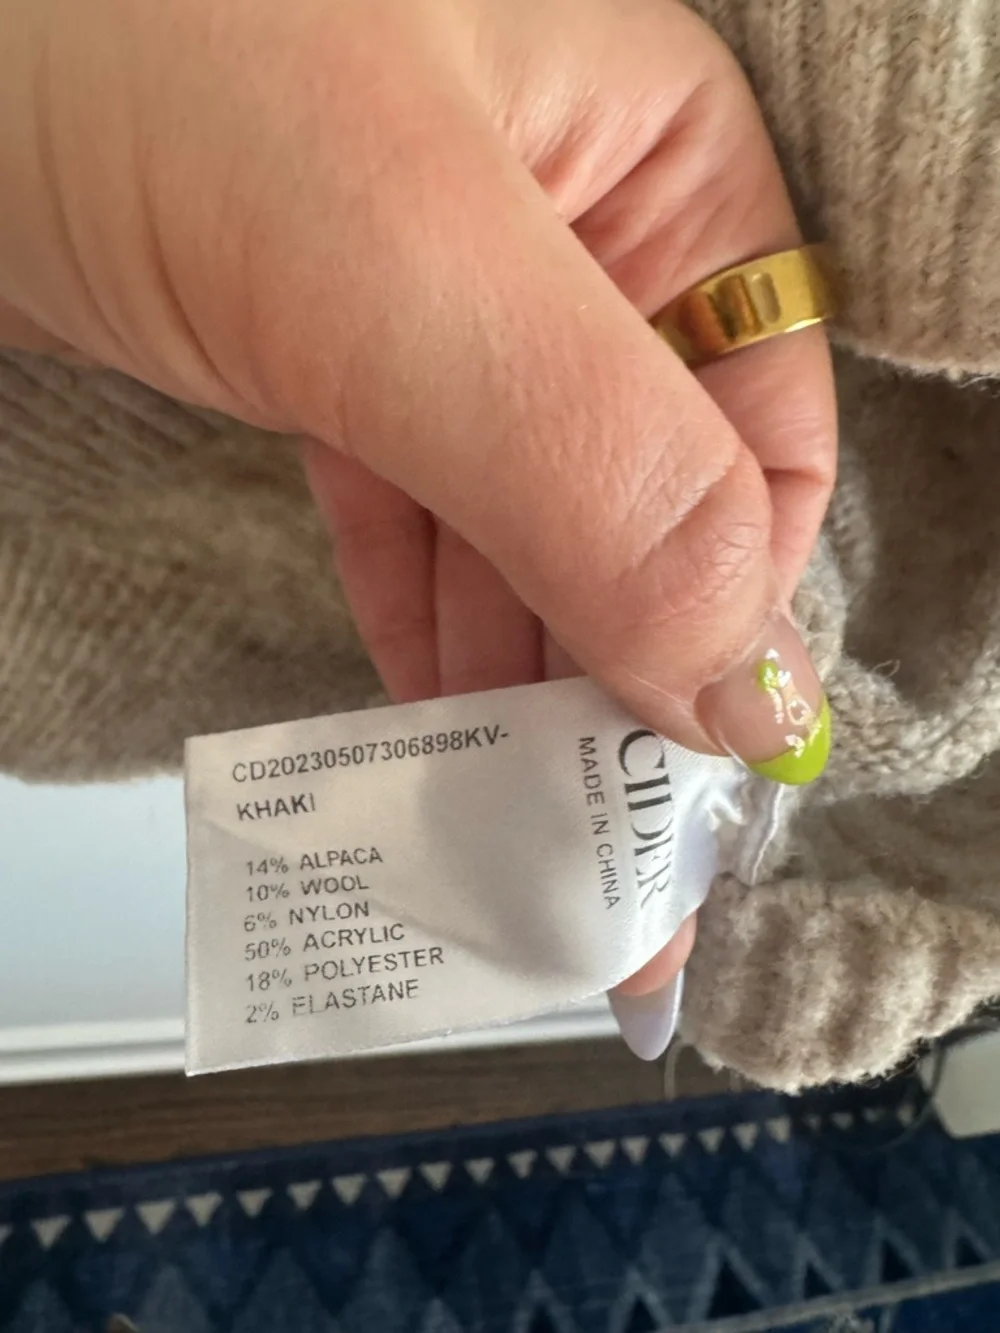 CD20230507306898KV-
KHAKI
14% ALPACA
10% WOOL
6% NYLON
50% ACRYLIC
18% POLYESTER
2% ELASTANE
CIDER
MADE IN CHINA